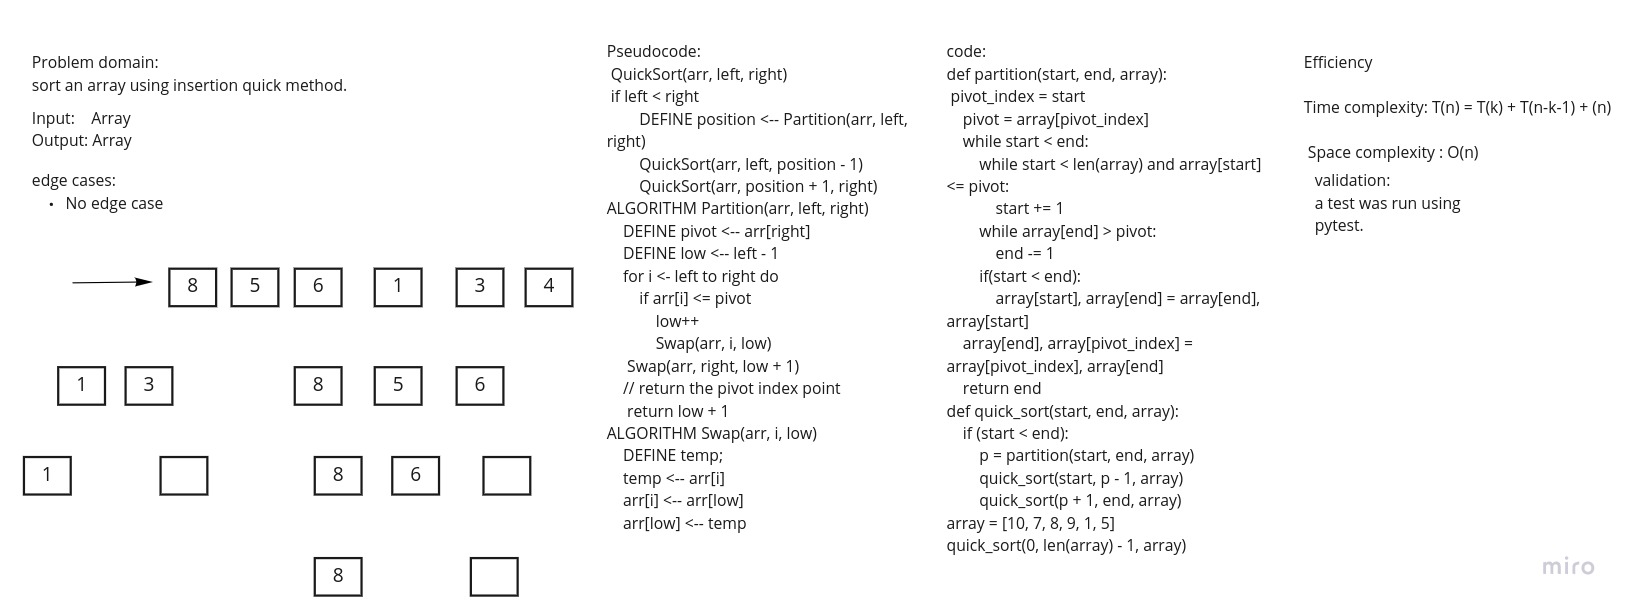 Problem domain:
sort an array using insertion quick method.
Input: Array
Output: Array
edge cases:
• No edge case
8 5 6 1 3 4
1 3 8 5 6
1 8 6
8
Pseudocode:
QuickSort(arr, left, right)
if left < right
DEFINE position <-- Partition(arr, left,
right)
QuickSort(arr, left, position - 1)
QuickSort(arr, position + 1, right)
ALGORITHM Partition(arr, left, right)
DEFINE pivot <-- arr[right]
DEFINE low <-- left - 1
for i <- left to right do
if arr[i] <= pivot
low++
Swap(arr, i, low)
Swap(arr, right, low + 1)
// return the pivot index point
return low + 1
ALGORITHM Swap(arr, i, low)
DEFINE temp;
temp <-- arr[i]
arr[i] <-- arr[low]
arr[low] <-- temp
code:
def partition(start, end, array):
pivot_index = start
pivot = array[pivot_index]
while start < end:
while start < len(array) and array[start]
<= pivot:
start += 1
while array[end] > pivot:
end -= 1
if(start < end):
array[start], array[end] = array[end],
array[start]
array[end], array[pivot_index] =
array[pivot_index], array[end]
return end
def quick_sort(start, end, array):
if (start < end):
p = partition(start, end, array)
quick_sort(start, p - 1, array)
quick_sort(p + 1, end, array)
array = [10, 7, 8, 9, 1, 5]
quick_sort(0, len(array) - 1, array)
Efficiency
Time complexity: T(n) = T(k) + T(n-k-1) + (n)
Space complexity : O(n)
validation:
a test was run using
pytest.
miro